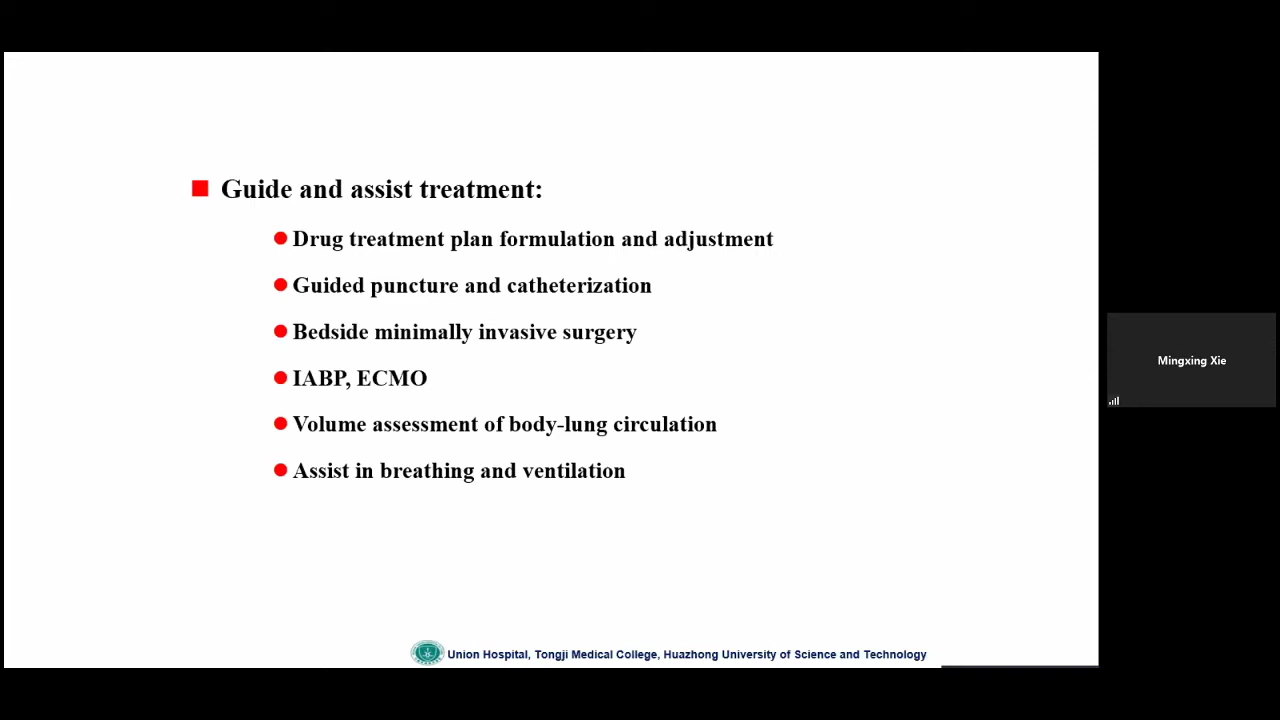 Guide and assist treatment:
Drug treatment plan formulation and adjustment
Guided puncture and catheterization
Bedside minimally invasive surgery
IABP, ECMO
Volume assessment of body-lung circulation
Assist in breathing and ventilation
Mingxing Xie
Union Hospital, Tongji Medical College, Huazhong University of Science and Technology